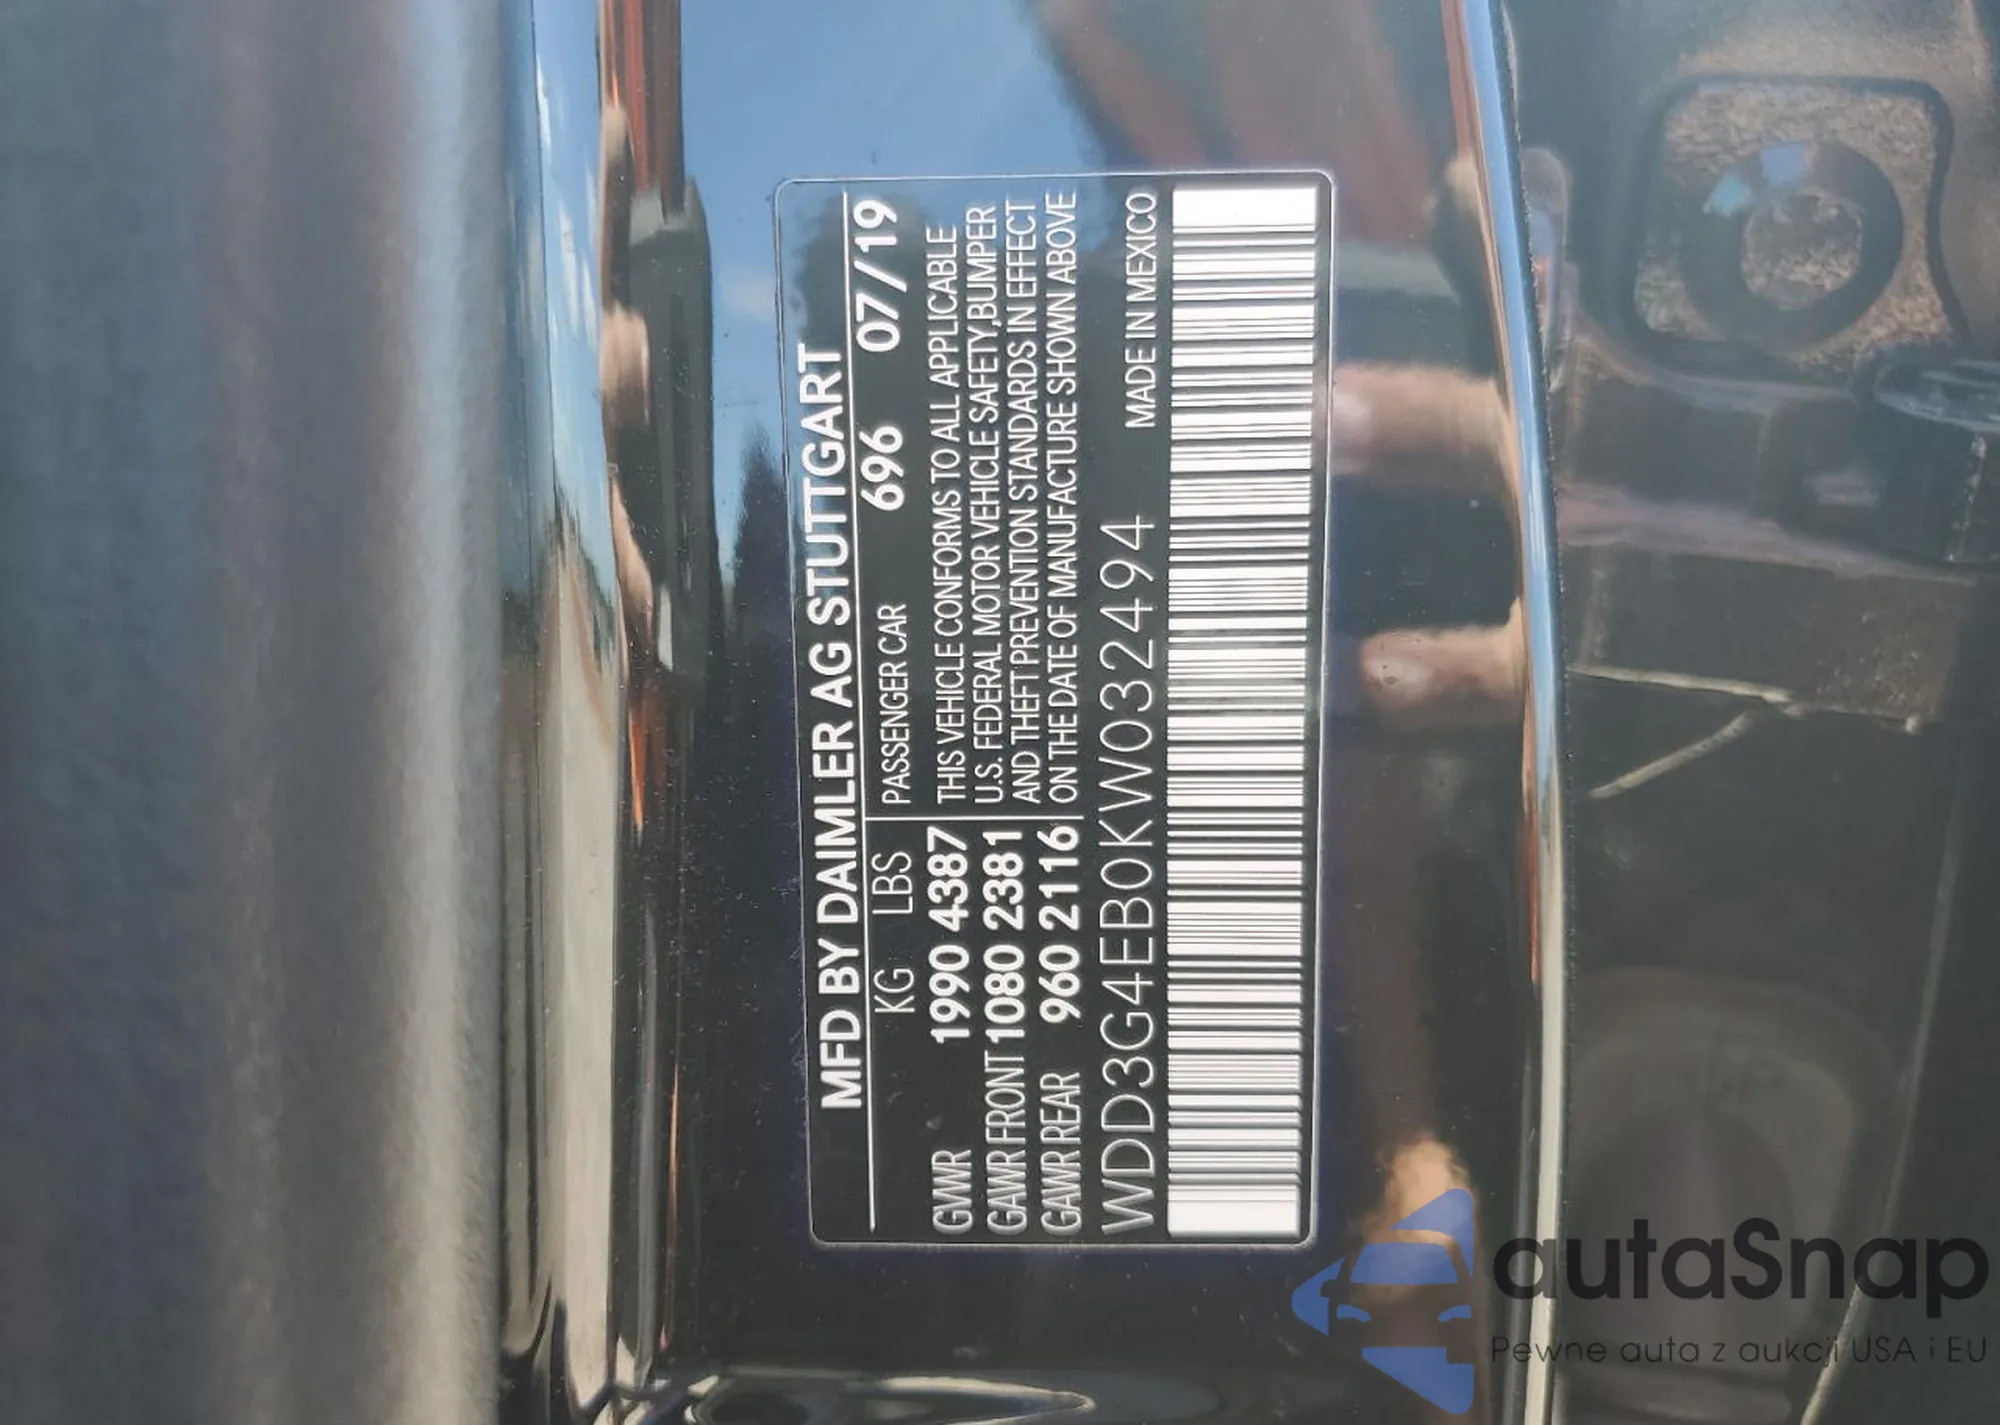 MFD BY DAIMLER AG STUTTGART
KG LBS PASSENGER CAR 696 07/19
GVWR 1990 4387 THIS VEHICLE CONFORMS TO ALL APPLICABLE
U.S. FEDERAL MOTOR VEHICLE SAFETY,BUMPER
GAWR FRONT 1080 2381 AND THEFT PREVENTION STANDARDS IN EFFECT
GAWR REAR 960 2116 ON THE DATE OF MANUFACTURE SHOWN ABOVE
WDD3G4EB0KW032494 MADE IN MEXICO
autaSnap
Pewne auta z aukcji USA i EU